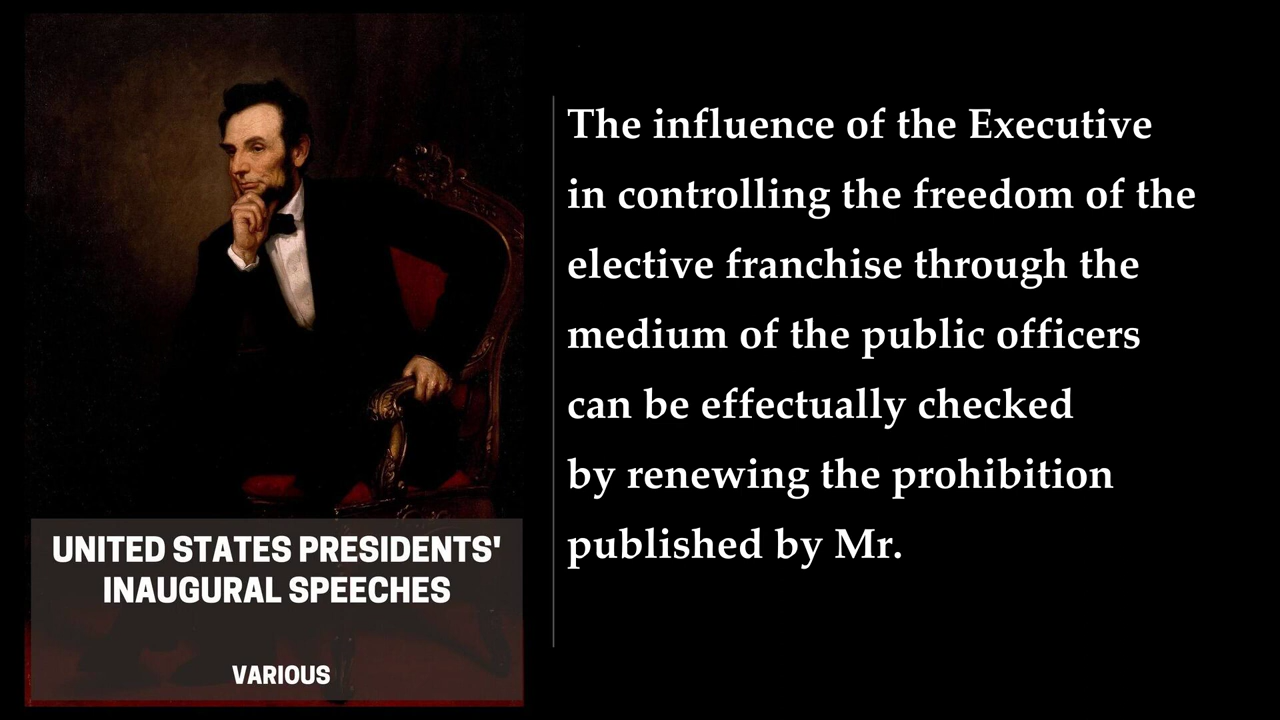 The influence of the Executive
in controlling the freedom of the
elective franchise through the
medium of the public officers
can be effectually checked
by renewing the prohibition
published by Mr.
UNITED STATES PRESIDENTS'
INAUGURAL SPEECHES
VARIOUS